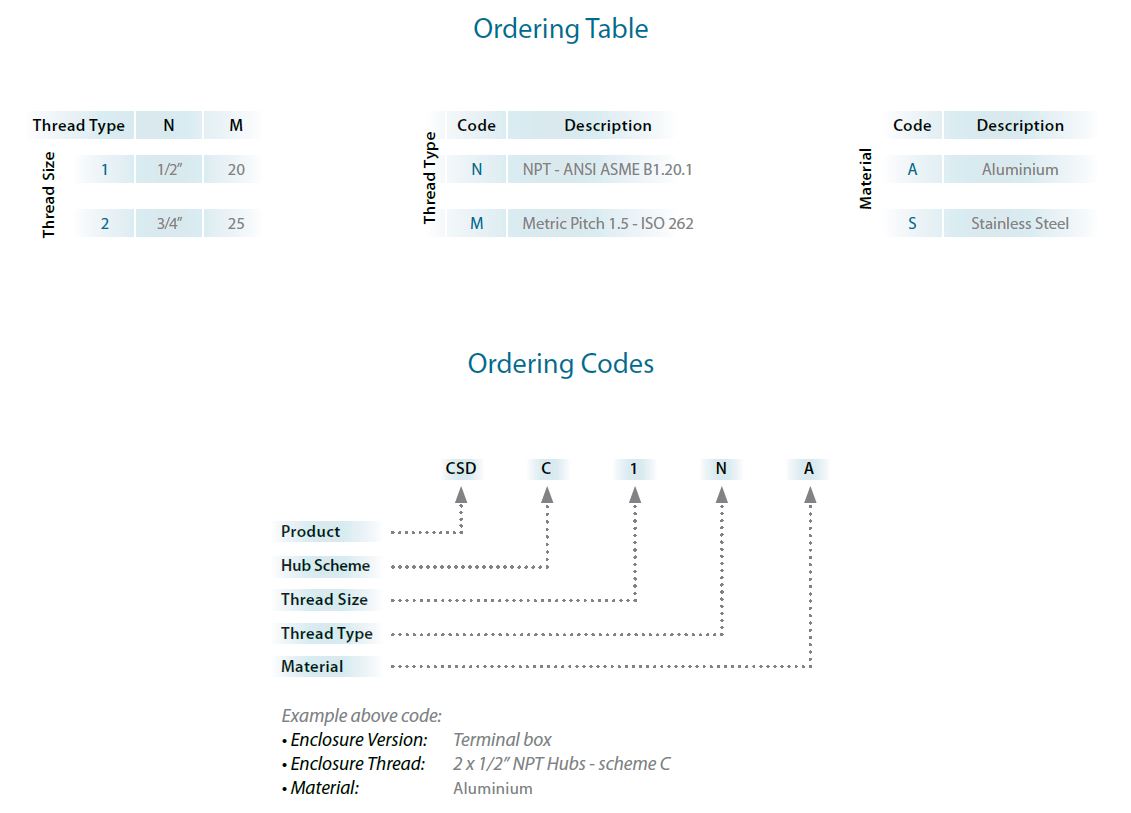 Ordering Table
Thread Type N M
Thread Size
1 1/2” 20
2 3/4” 25
Thread Type
Code Description
N NPT - ANSI ASME B1.20.1
M Metric Pitch 1.5 - ISO 262
Material
Code Description
A Aluminium
S Stainless Steel
Ordering Codes
CSD C 1 N A
Product
Hub Scheme
Thread Size
Thread Type
Material
Example above code:
• Enclosure Version: Terminal box
• Enclosure Thread: 2 x 1/2” NPT Hubs - scheme C
• Material: Aluminium